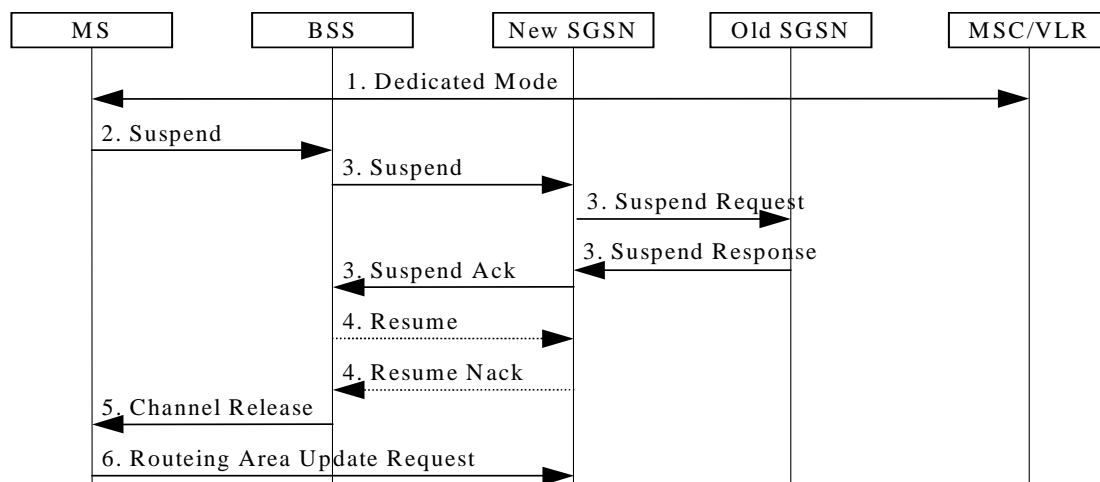 MS
BSS
New SGSN
Old SGSN
MSC/VLR
1. Dedicated Mode
2. Suspend
3. Suspend
3. Suspend Request
3. Suspend Response
3. Suspend Ack
4. Resume
4. Resume Nack
5. Channel Release
6. Routeing Area Update Request